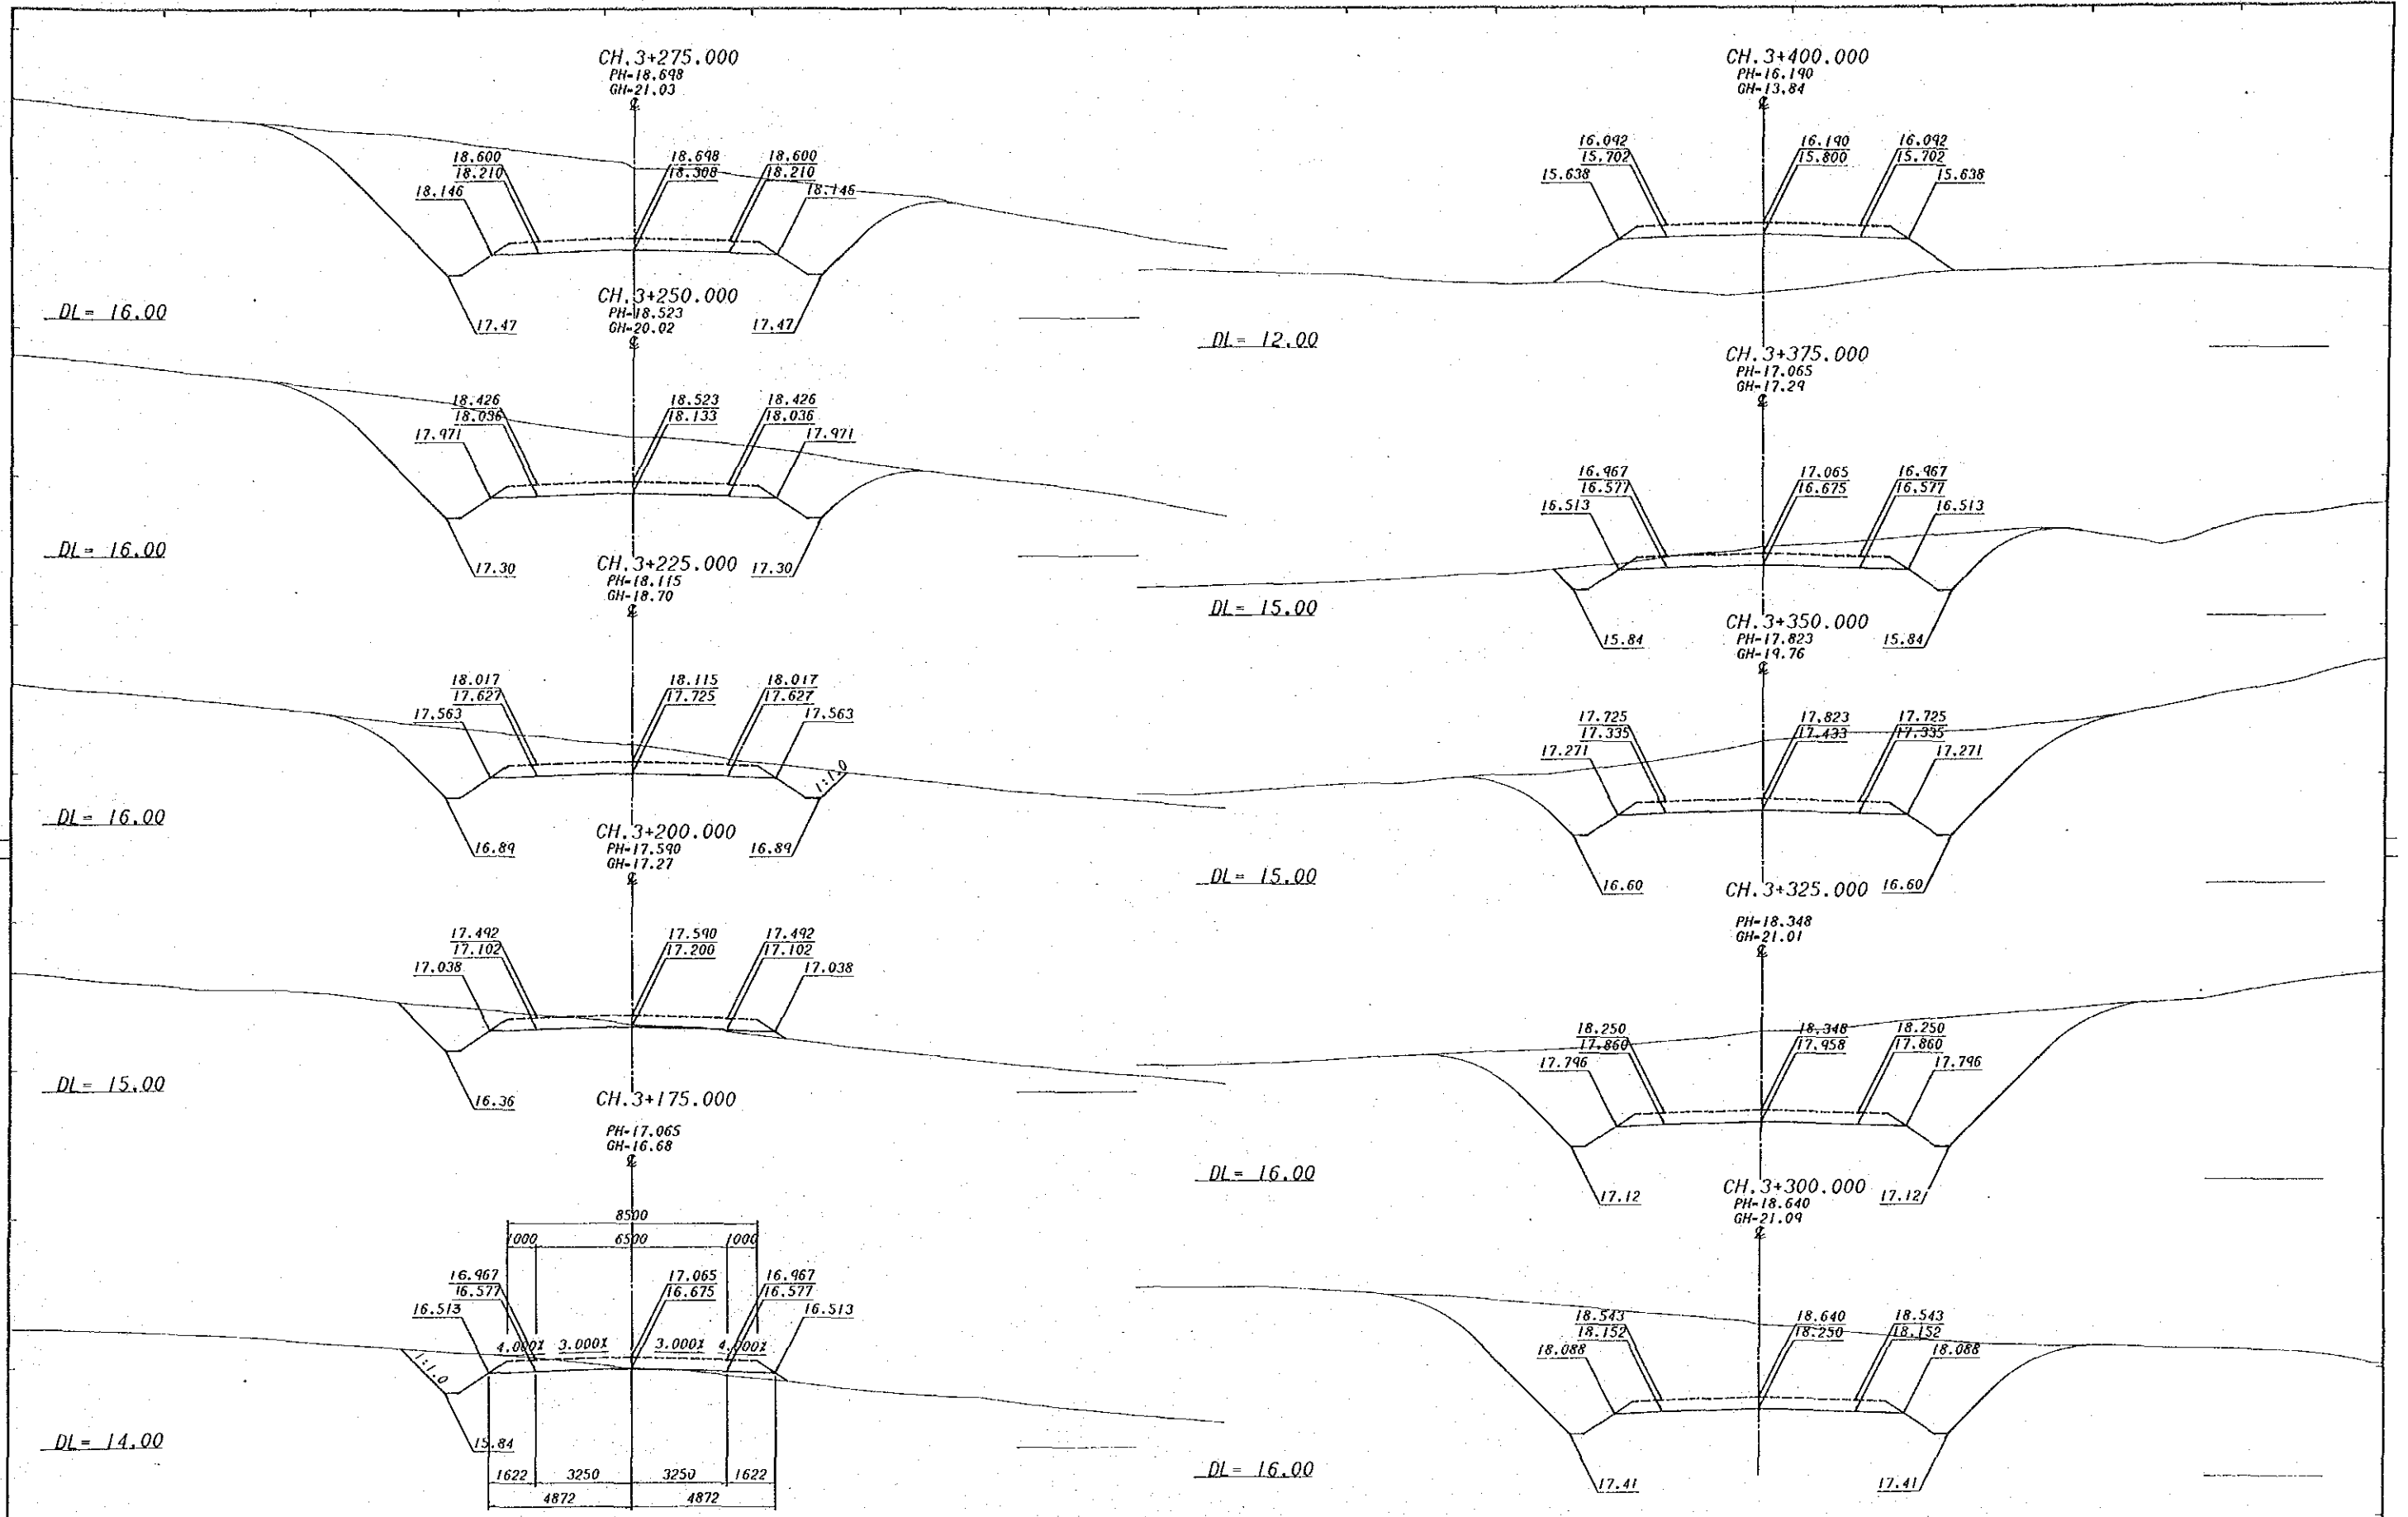 CH.3+275.000
PH=18.698
GH=21.03
18.600 18.698 18.600
18.210 18.308 18.210
18.146 18.146
DL= 16.00
17.47 17.47
CH.3+250.000
PH=18.523
GH=20.02
18.426 18.523 18.426
18.036 18.133 18.036
17.971 17.971
DL= 16.00
17.30 17.30
CH.3+225.000
PH=18.115
GH=18.70
18.017 18.115 18.017
17.627 17.725 17.627
17.563 17.563
1:1.0
DL= 16.00
16.89 16.89
CH.3+200.000
PH=17.590
GH=17.27
17.492 17.590 17.492
17.102 17.200 17.102
17.038 17.038
DL= 15.00
16.36
CH.3+175.000
PH=17.065
GH=16.68
8500
1000 6500 1000
16.967 17.065 16.967
16.577 16.675 16.577
16.513 16.513
4.000% 3.000% 3.000% 4.000%
1:1.0
DL= 14.00
15.84
1622 3250 3250 1622
4872 4872
CH.3+400.000
PH=16.190
GH=13.84
16.092 16.190 16.092
15.702 15.800 15.702
15.638 15.638
DL= 12.00
CH.3+375.000
PH=17.065
GH=17.29
16.967 17.065 16.967
16.577 16.675 16.577
16.513 16.513
DL= 15.00
15.84 15.84
CH.3+350.000
PH=17.823
GH=19.76
17.725 17.823 17.725
17.335 17.433 17.335
17.271 17.271
DL= 15.00
16.60 16.60
CH.3+325.000
PH=18.348
GH=21.01
18.250 18.348 18.250
17.860 17.958 17.860
17.796 17.796
DL= 16.00
17.12 17.12
CH.3+300.000
PH=18.640
GH=21.09
18.543 18.640 18.543
18.152 18.250 18.152
18.088 18.088
DL= 16.00
17.41 17.41